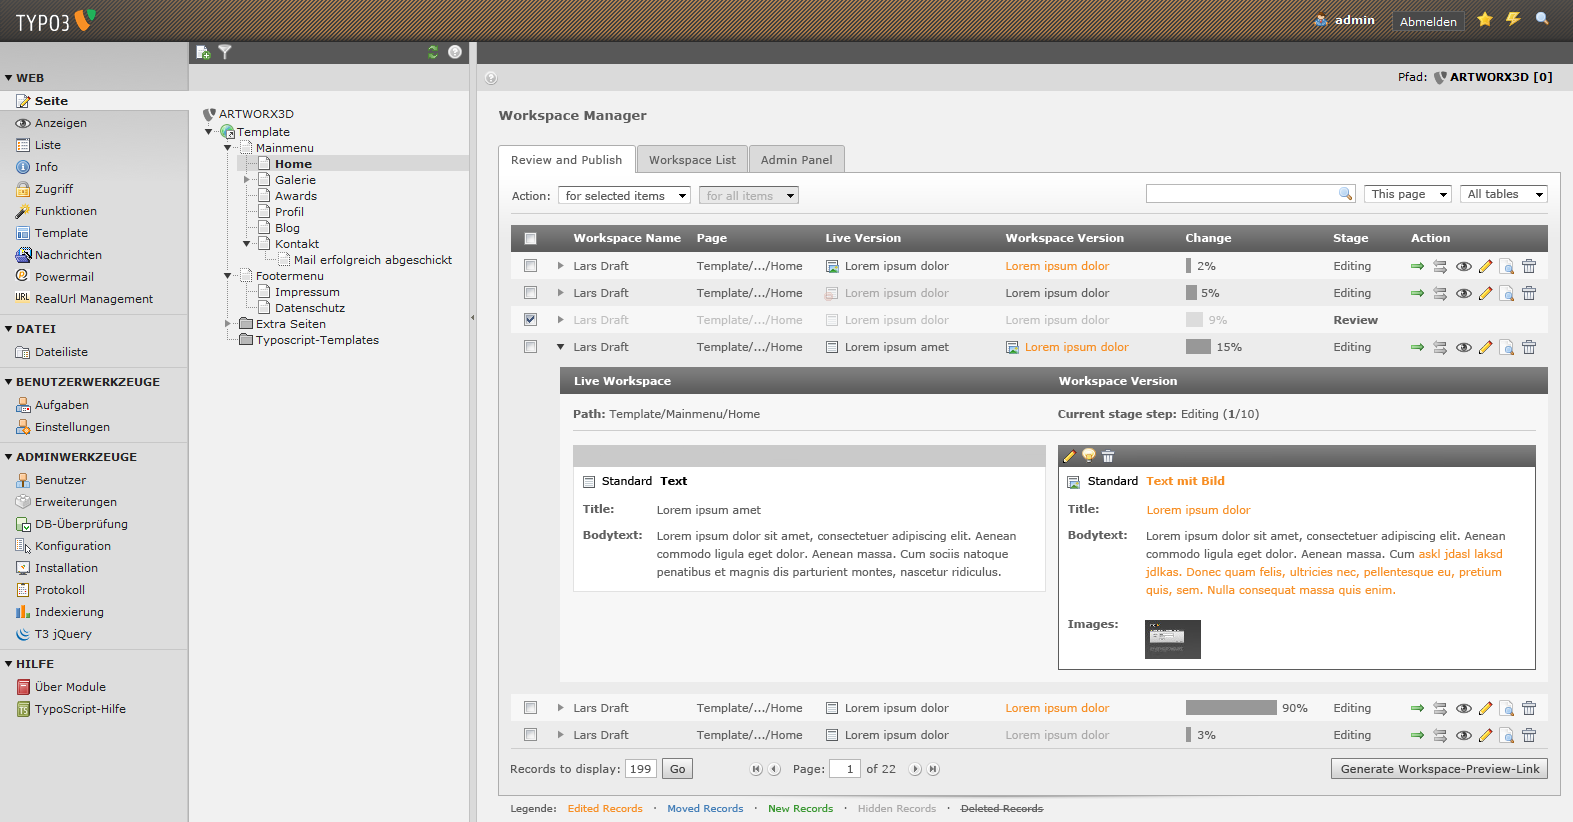 TYPO3
admin Abmelden
Pfad: ARTWORX3D [0]
WEB
Seite
Anzeigen
Liste
Info
Zugriff
Funktionen
Template
Nachrichten
Powermail
URL RealUrl Management
DATEI
Dateiliste
BENUTZERWERKZEUGE
Aufgaben
Einstellungen
ADMINWERKZEUGE
Benutzer
Erweiterungen
DB-Überprüfung
Konfiguration
Installation
Protokoll
Indexierung
T3 jQuery
HILFE
Über Module
TypoScript-Hilfe
ARTWORX3D
Template
Mainmenu
Home
Galerie
Awards
Profil
Blog
Kontakt
Mail erfolgreich abgeschickt
Footermenu
Impressum
Datenschutz
Extra Seiten
Typoscript-Templates
Workspace Manager
Review and Publish Workspace List Admin Panel
Action: for selected items for all items This page All tables
Workspace Name Page Live Version Workspace Version Change Stage Action
Lars Draft Template/.../Home Lorem ipsum dolor Lorem ipsum dolor 2% Editing
Lars Draft Template/.../Home Lorem ipsum dolor Lorem ipsum dolor 5% Editing
Lars Draft Template/.../Home Lorem ipsum dolor Lorem ipsum dolor 9% Review
Lars Draft Template/.../Home Lorem ipsum amet Lorem ipsum dolor 15% Editing
Live Workspace Workspace Version
Path: Template/Mainmenu/Home Current stage step: Editing (1/10)
Standard Text
Title: Lorem ipsum amet
Bodytext: Lorem ipsum dolor sit amet, consectetuer adipiscing elit. Aenean
commodo ligula eget dolor. Aenean massa. Cum sociis natoque
penatibus et magnis dis parturient montes, nascetur ridiculus.
Standard Text mit Bild
Title: Lorem ipsum dolor
Bodytext: Lorem ipsum dolor sit amet, consectetuer adipiscing elit. Aenean
commodo ligula eget dolor. Aenean massa. Cum askl jdasl laksd
jdlkas. Donec quam felis, ultricies nec, pellentesque eu, pretium
quis, sem. Nulla consequat massa quis enim.
Images:
Lars Draft Template/.../Home Lorem ipsum dolor Lorem ipsum dolor 90% Editing
Lars Draft Template/.../Home Lorem ipsum dolor Lorem ipsum dolor 3% Editing
Records to display: 199 Go Page: 1 of 22 Generate Workspace-Preview-Link
Legende: Edited Records · Moved Records · New Records · Hidden Records · Deleted Records